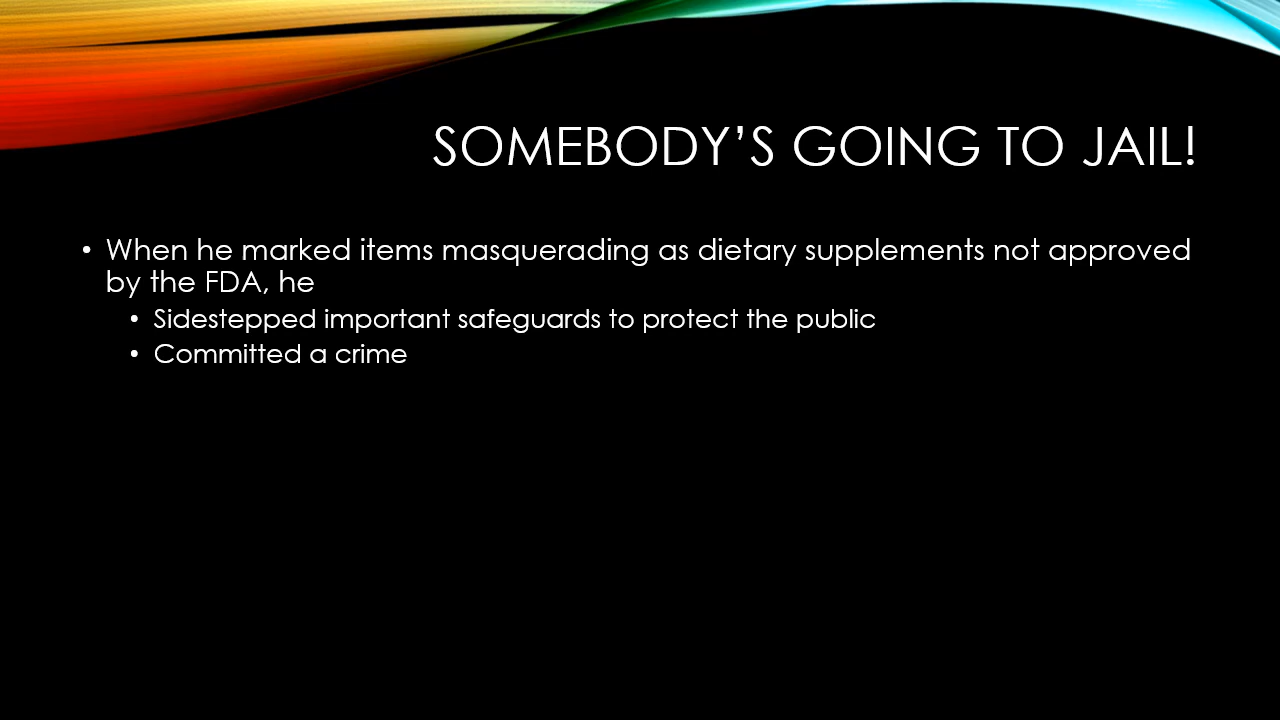 SOMEBODY’S GOING TO JAIL!
• When he marked items masquerading as dietary supplements not approved
by the FDA, he
• Sidestepped important safeguards to protect the public
• Committed a crime